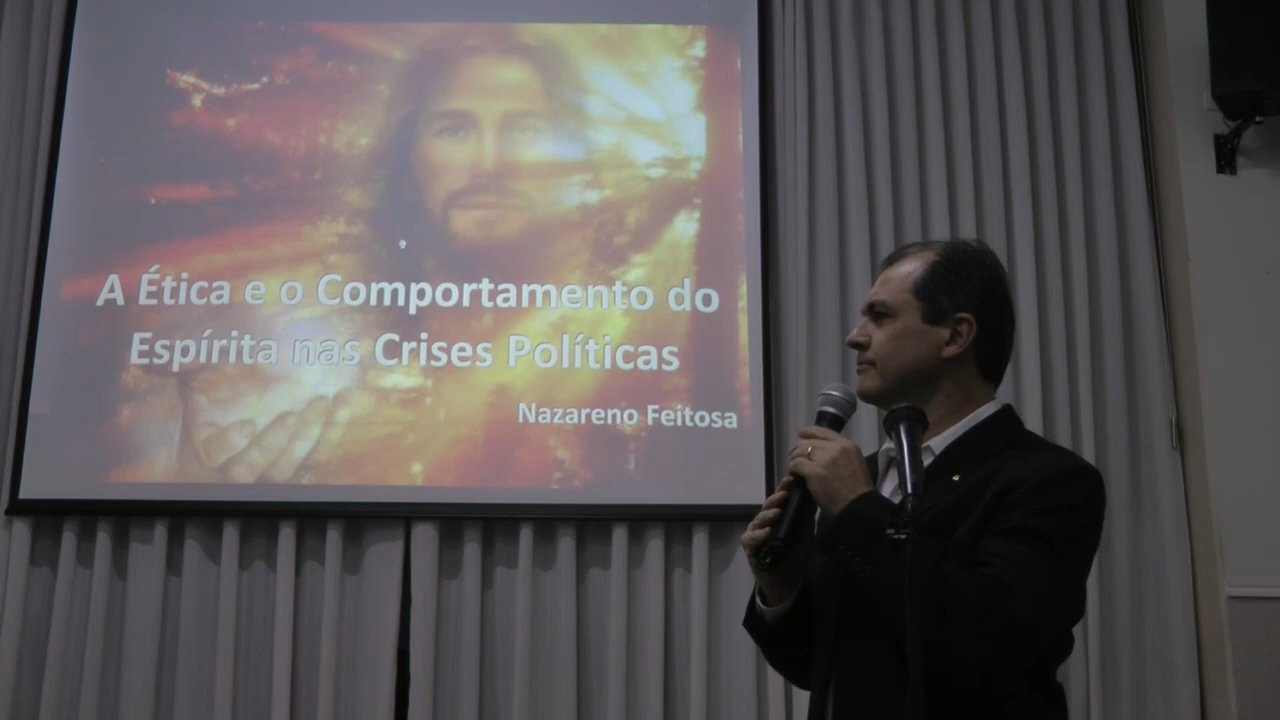 A Ética e o Comportamento do
Espírita nas Crises Políticas
Nazareno Feitosa